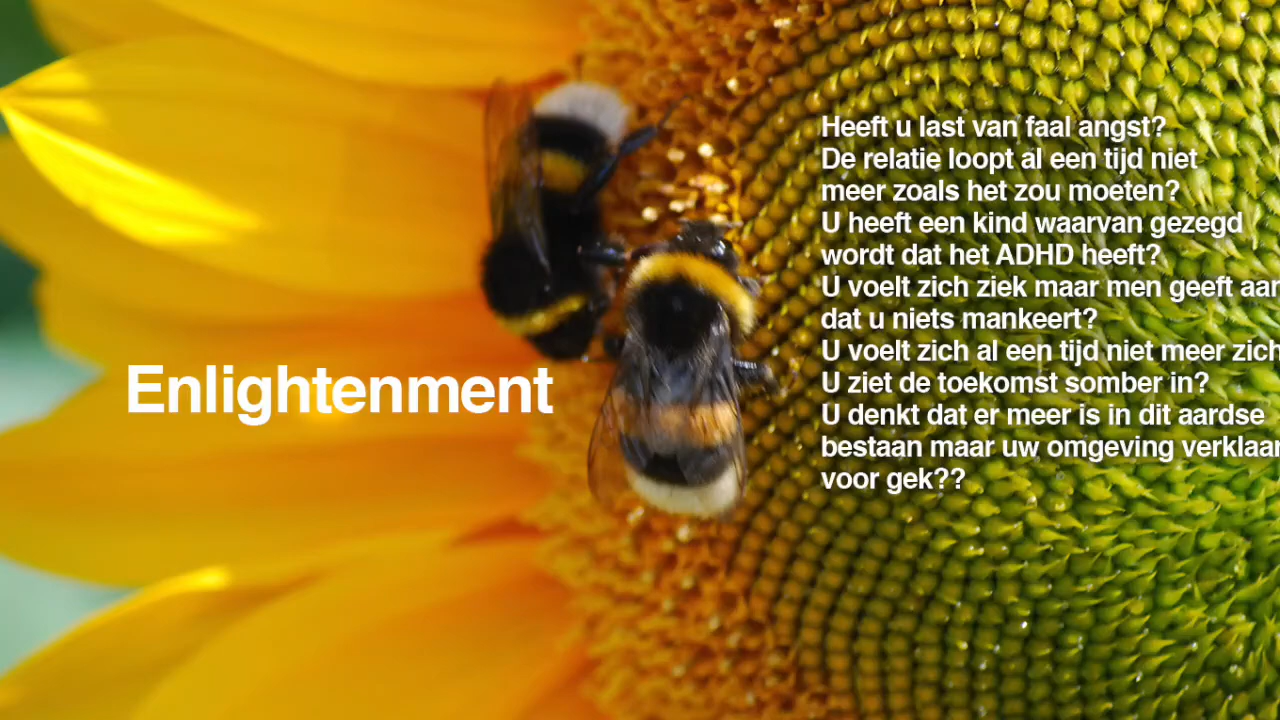 Enlightenment
Heeft u last van faal angst?
De relatie loopt al een tijd niet
meer zoals het zou moeten?
U heeft een kind waarvan gezegd
wordt dat het ADHD heeft?
U voelt zich ziek maar men geeft
dat u niets mankeert?
U voelt zich al een tijd niet meer zich
U ziet de toekomst somber in?
U denkt dat er meer is in dit aardse
bestaan maar uw omgeving
voor gek??